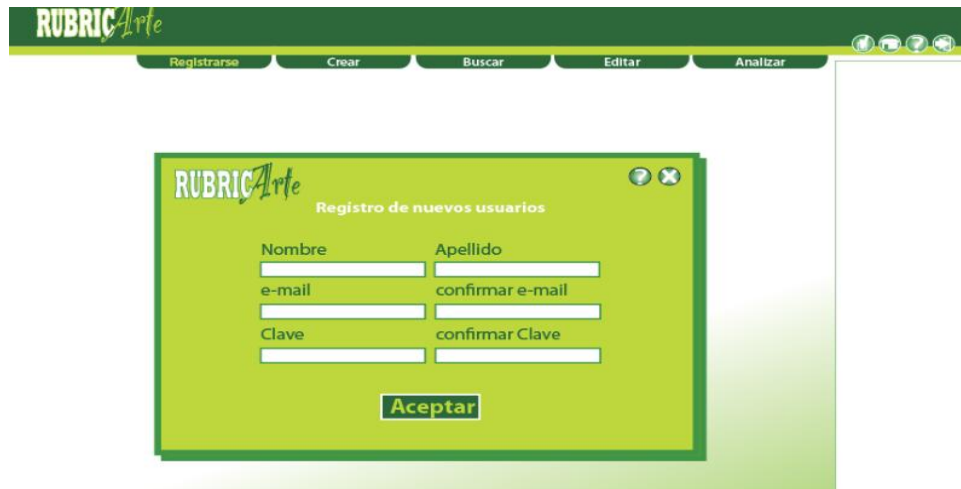 RUBRICArte
Registrarse Crear Buscar Editar Analizar
RUBRICArte
Registro de nuevos usuarios
Nombre Apellido
e-mail confirmar e-mail
Clave confirmar Clave
Aceptar